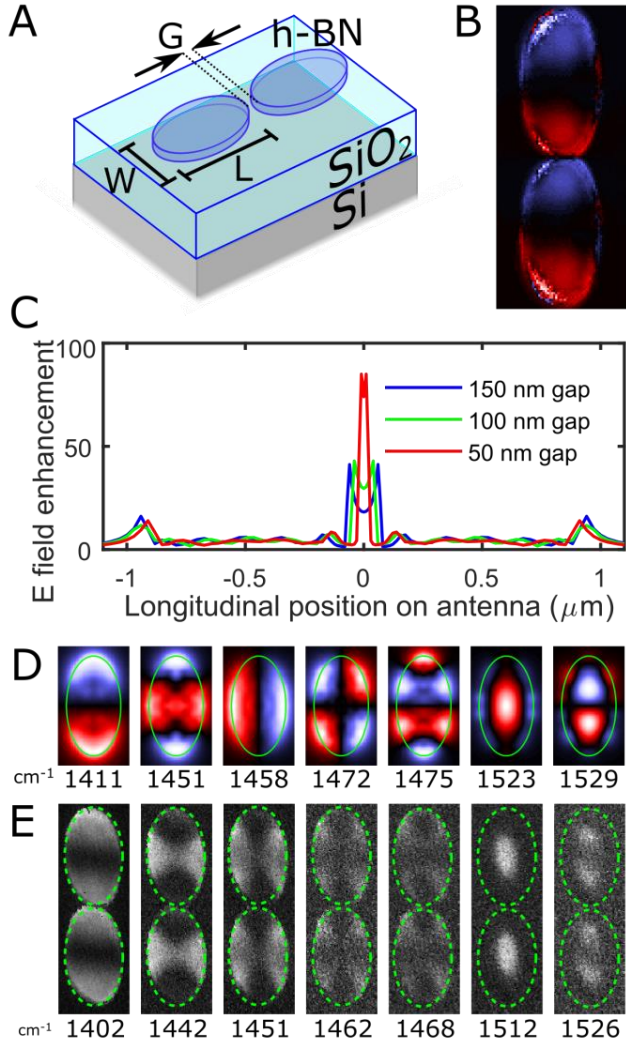 A
G
h-BN
W
L
SiO₂
Si
B
C
100
50
0
E field enhancement
150 nm gap
100 nm gap
50 nm gap
-1 -0.5 0 0.5 1
Longitudinal position on antenna (μm)
D
cm⁻¹ 1411 1451 1458 1472 1475 1523 1529
E
cm⁻¹ 1402 1442 1451 1462 1468 1512 1526